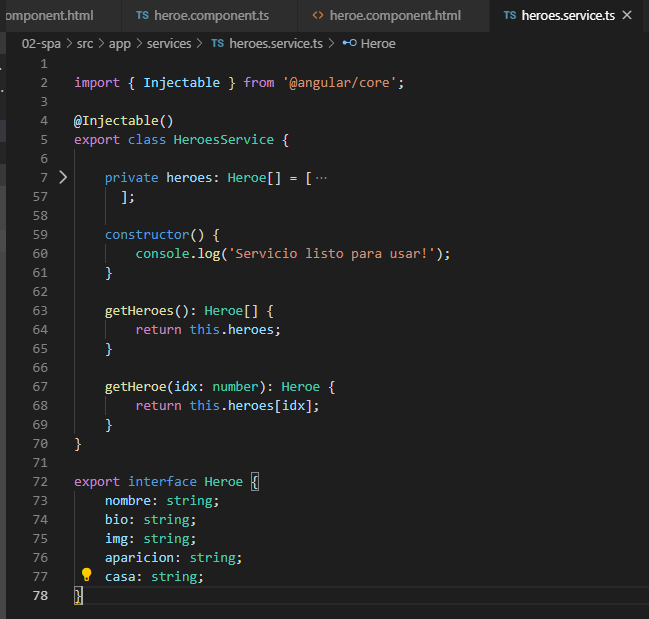 omponent.html TS heroe.component.ts <> heroe.component.html TS heroes.service.ts ×
02-spa > src > app > services > TS heroes.service.ts > Heroe
1
2 import { Injectable } from '@angular/core';
3
4 @Injectable()
5 export class HeroesService {
6
7 > private heroes: Heroe[] = [ ···
57 ];
58
59 constructor() {
60 console.log('Servicio listo para usar!');
61 }
62
63 getHeroes(): Heroe[] {
64 return this.heroes;
65 }
66
67 getHeroe(idx: number): Heroe {
68 return this.heroes[idx];
69 }
70 }
71
72 export interface Heroe {
73 nombre: string;
74 bio: string;
75 img: string;
76 aparicion: string;
77 casa: string;
78 }